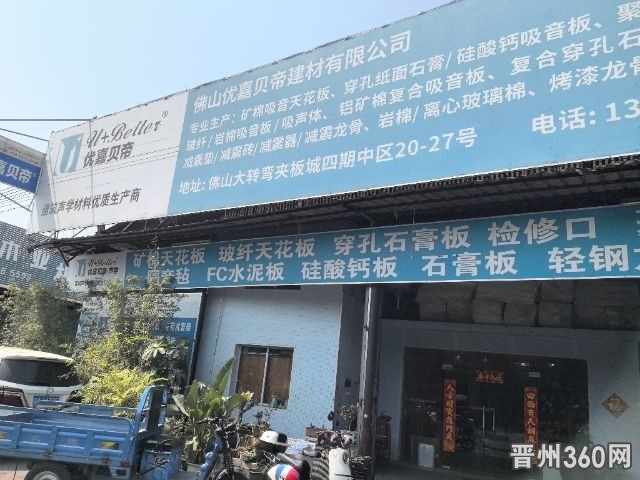 佛山优嘉贝帝建材有限公司
专业生产：矿棉吸音天花板、穿孔纸面石膏/硅酸钙吸音板、聚
玻纤/岩棉吸音板/吸声体、铝矿棉复合吸音板、复合穿孔石
减震垫/减震砖/减震器/减震龙骨、岩棉/离心玻璃棉、烤漆龙骨
地址：佛山大转弯夹板城四期中区20-27号
电话：13
u+Better®
优嘉贝帝
建筑声学材料优质生产商
优嘉贝帝
矿棉天花板 玻纤天花板 穿孔石膏板 检修口
FC水泥板 硅酸钙板 石膏板 轻钢
晋州360网